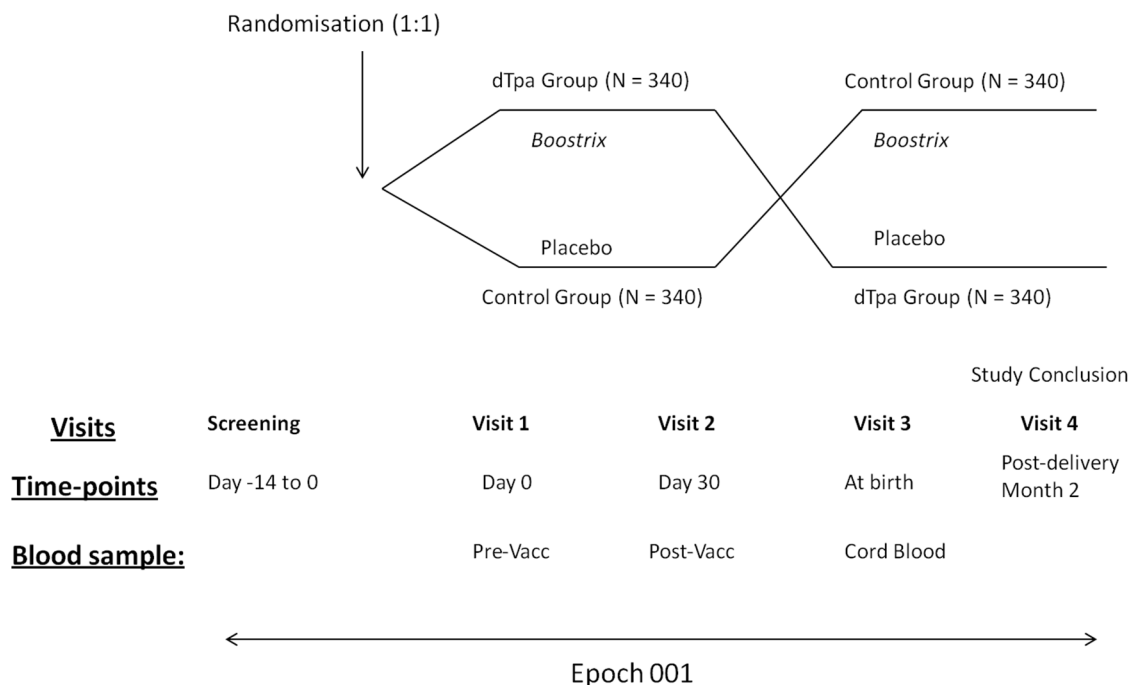 Randomisation (1:1)
dTpa Group (N = 340)
Control Group (N = 340)
Boostrix
Boostrix
Placebo
Placebo
Control Group (N = 340)
dTpa Group (N = 340)
Study Conclusion
Visits Screening Visit 1 Visit 2 Visit 3 Visit 4
Time-points Day -14 to 0 Day 0 Day 30 At birth Post-delivery
Month 2
Blood sample: Pre-Vacc Post-Vacc Cord Blood
Epoch 001